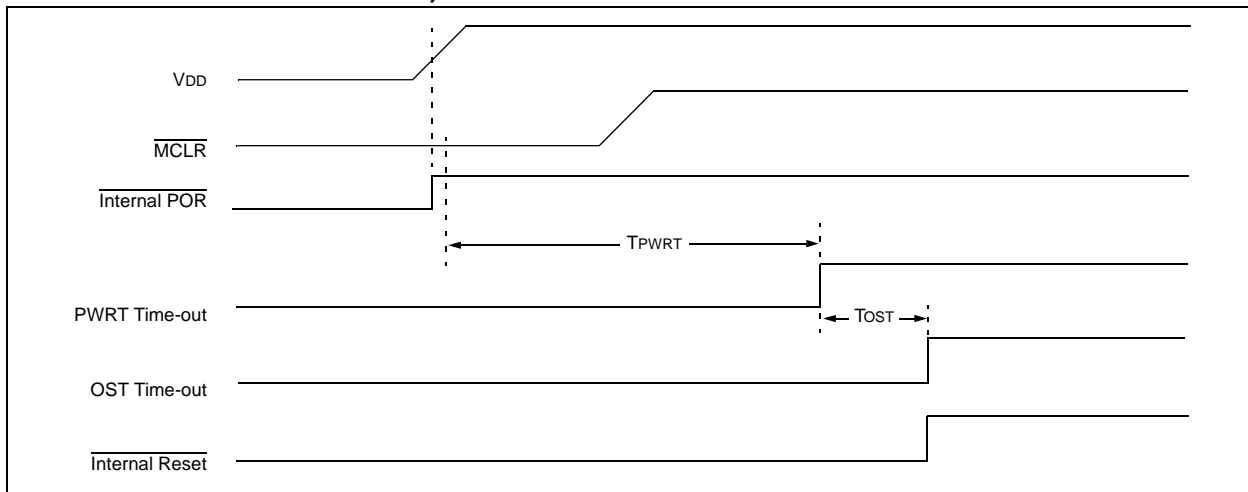 VDD
MCLR
Internal POR
TPWRT
PWRT Time-out
TOST
OST Time-out
Internal Reset